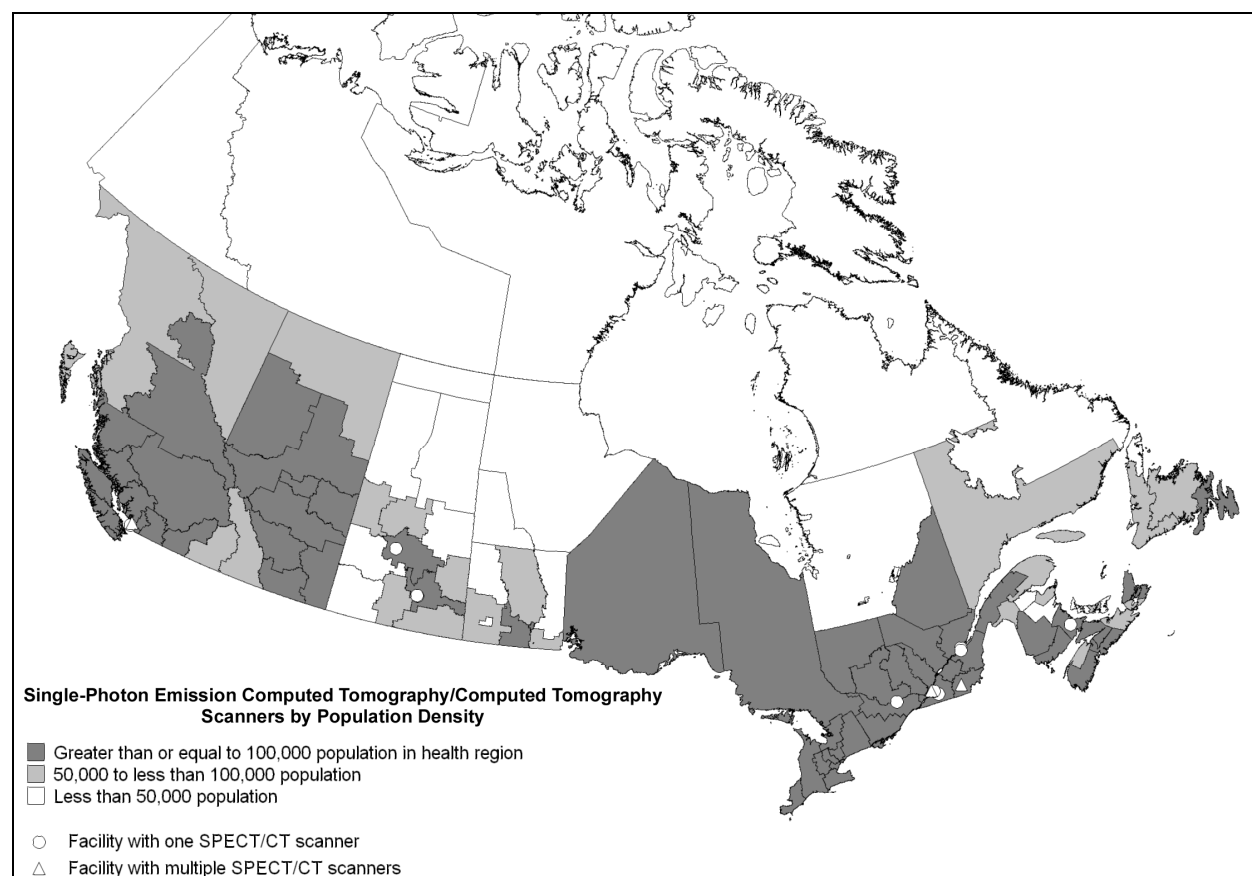 Single-Photon Emission Computed Tomography/Computed Tomography
Scanners by Population Density
Greater than or equal to 100,000 population in health region
50,000 to less than 100,000 population
Less than 50,000 population
Facility with one SPECT/CT scanner
Facility with multiple SPECT/CT scanners